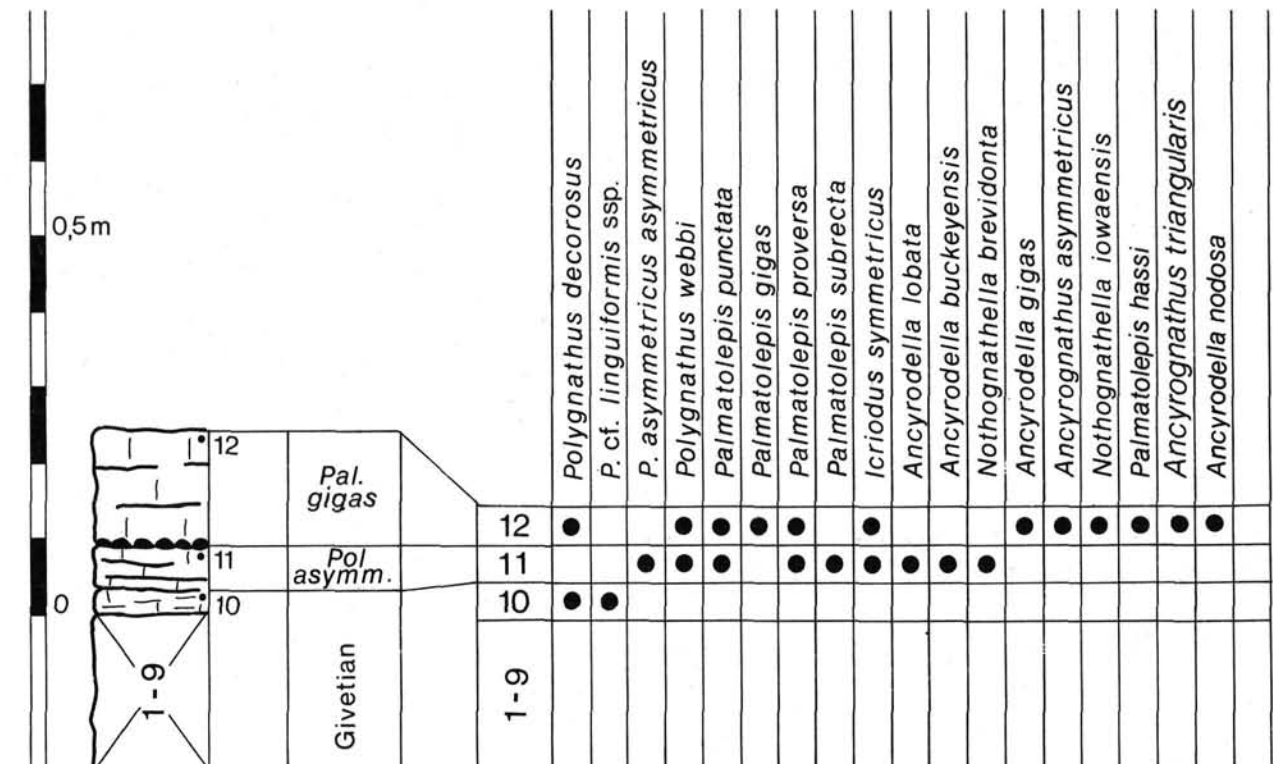 0,5m
0
12
11
10
1-9
Pal.
gigas
Pol
asymm.
Givetian
12
11
10
1-9
Polygnathus decorosus
P. cf. linguiformis ssp.
P. asymmetricus asymmetricus
Polygnathus webbi
Palmatolepis punctata
Palmatolepis gigas
Palmatolepis proversa
Palmatolepis subrecta
Icriodus symmetricus
Ancyrodella lobata
Ancyrodella buckeyensis
Nothognathella brevidonta
Ancyrodella gigas
Ancyrognathus asymmetricus
Nothognathella iowaensis
Palmatolepis hassi
Ancyrognathus triangularis
Ancyrodella nodosa